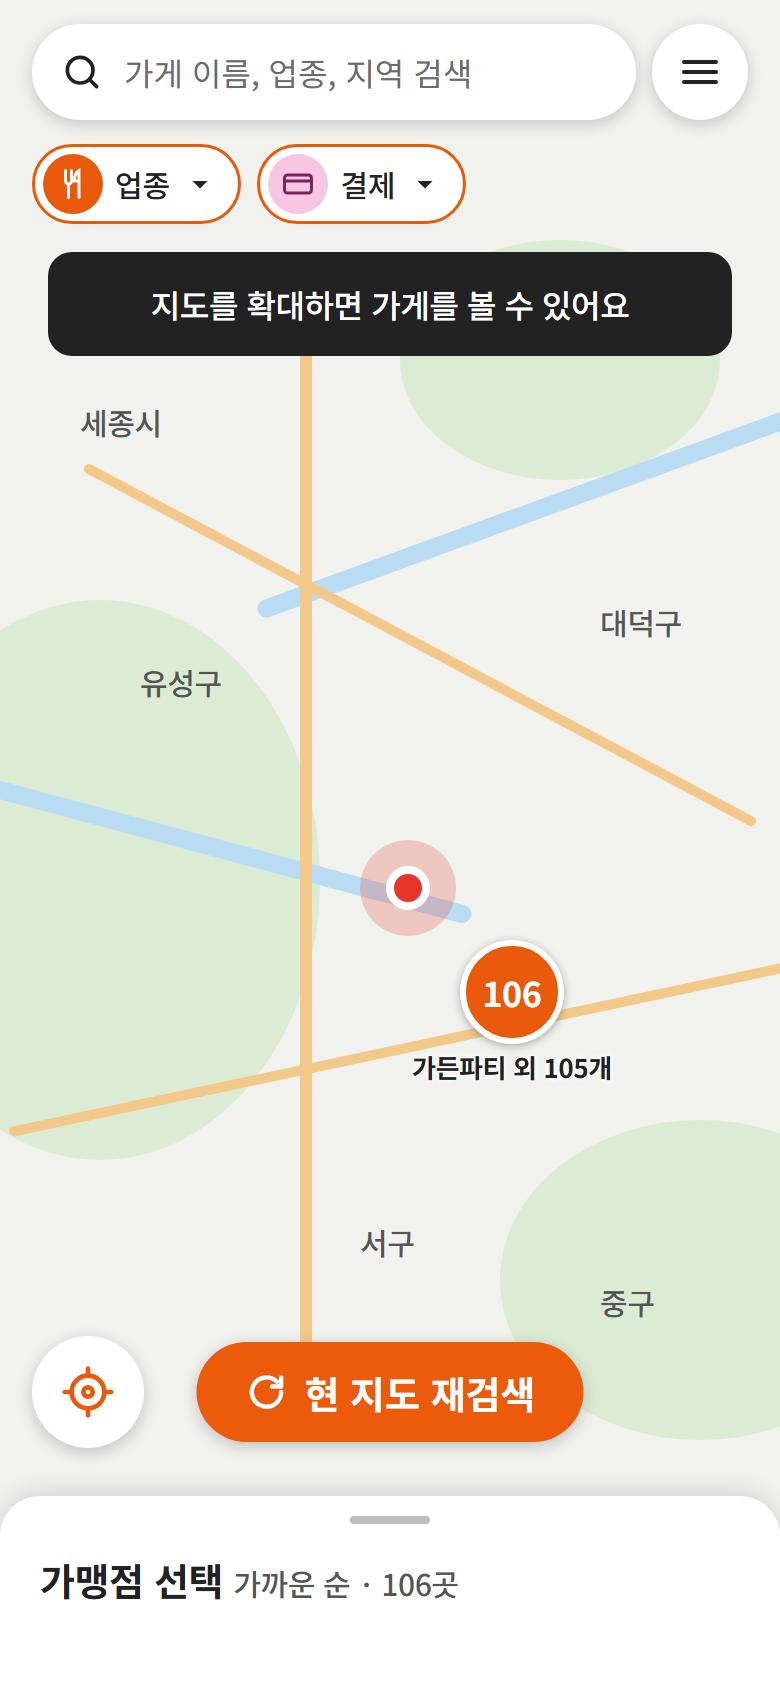 가게 이름, 업종, 지역 검색
업종
결제
지도를 확대하면 가게를 볼 수 있어요
세종시
대덕구
유성구
106
가든파티 외 105개
서구
중구
현 지도 재검색
가맹점 선택 가까운 순 · 106곳